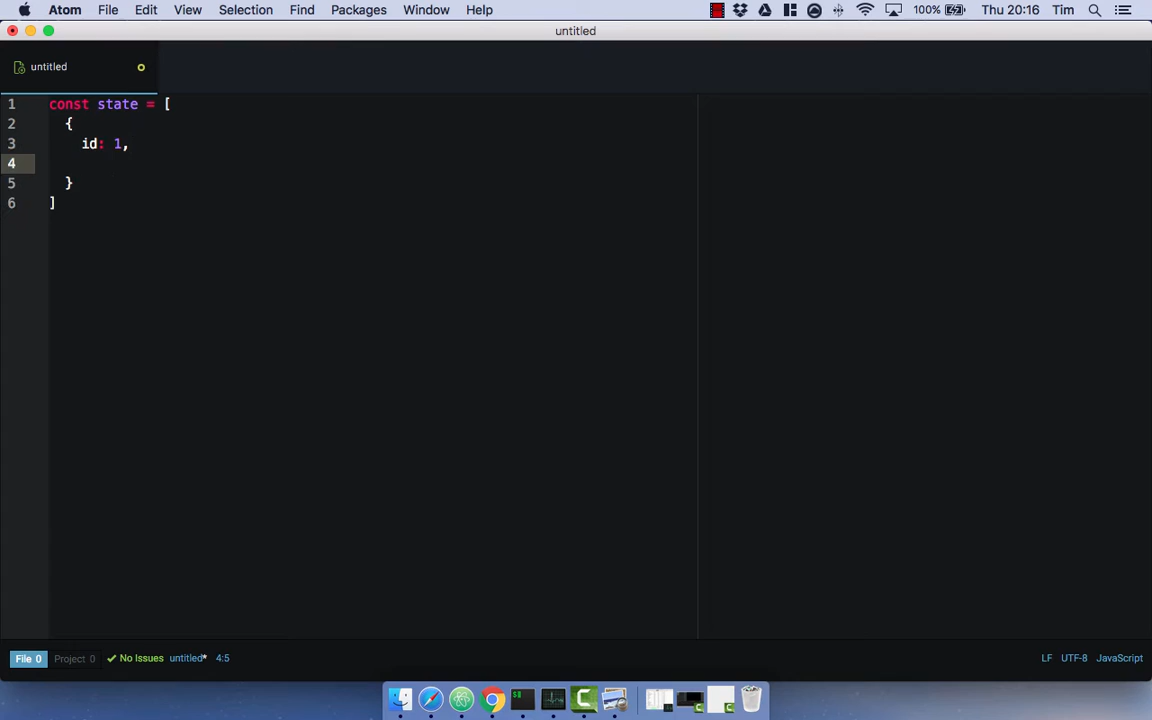 Atom File Edit View Selection Find Packages Window Help 100% Thu 20:16 Tim
untitled
untitled
1 const state = [
2 {
3 id: 1,
4
5 }
6 ]
File 0 Project 0 No Issues untitled* 4:5 LF UTF-8 JavaScript